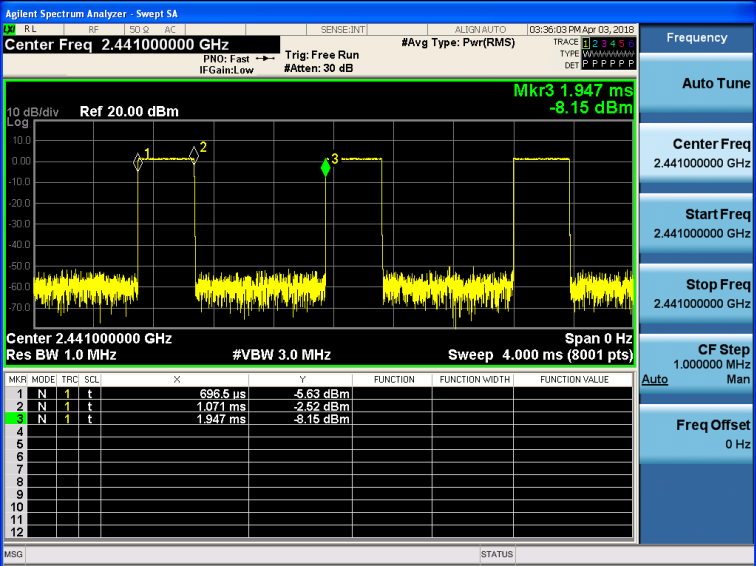 Agilent Spectrum Analyzer - Swept SA
LXI RL RF 50 Ω AC SENSE:INT ALIGN AUTO 03:36:03 PM Apr 03, 2018
Center Freq 2.441000000 GHz #Avg Type: Pwr(RMS) TRACE 1 2 3 4 5 6
PNO: Fast Trig: Free Run TYPE WWWWWW
IFGain:Low #Atten: 30 dB DET P P P P P P
Mkr3 1.947 ms
10 dB/div Ref 20.00 dBm -8.15 dBm
Log
10.0
0.00
-10.0
-20.0
-30.0
-40.0
-50.0
-60.0
-70.0
1
2
3
Center 2.441000000 GHz Span 0 Hz
Res BW 1.0 MHz #VBW 3.0 MHz Sweep 4.000 ms (8001 pts)
MKR MODE TRC SCL X Y FUNCTION FUNCTION WIDTH FUNCTION VALUE
1 N 1 t 696.5 µs -5.63 dBm
2 N 1 t 1.071 ms -2.52 dBm
3 N 1 t 1.947 ms -8.15 dBm
4
5
6
7
8
9
10
11
12
MSG STATUS
Frequency
Auto Tune
Center Freq
2.441000000 GHz
Start Freq
2.441000000 GHz
Stop Freq
2.441000000 GHz
CF Step
1.000000 MHz
Auto Man
Freq Offset
0 Hz